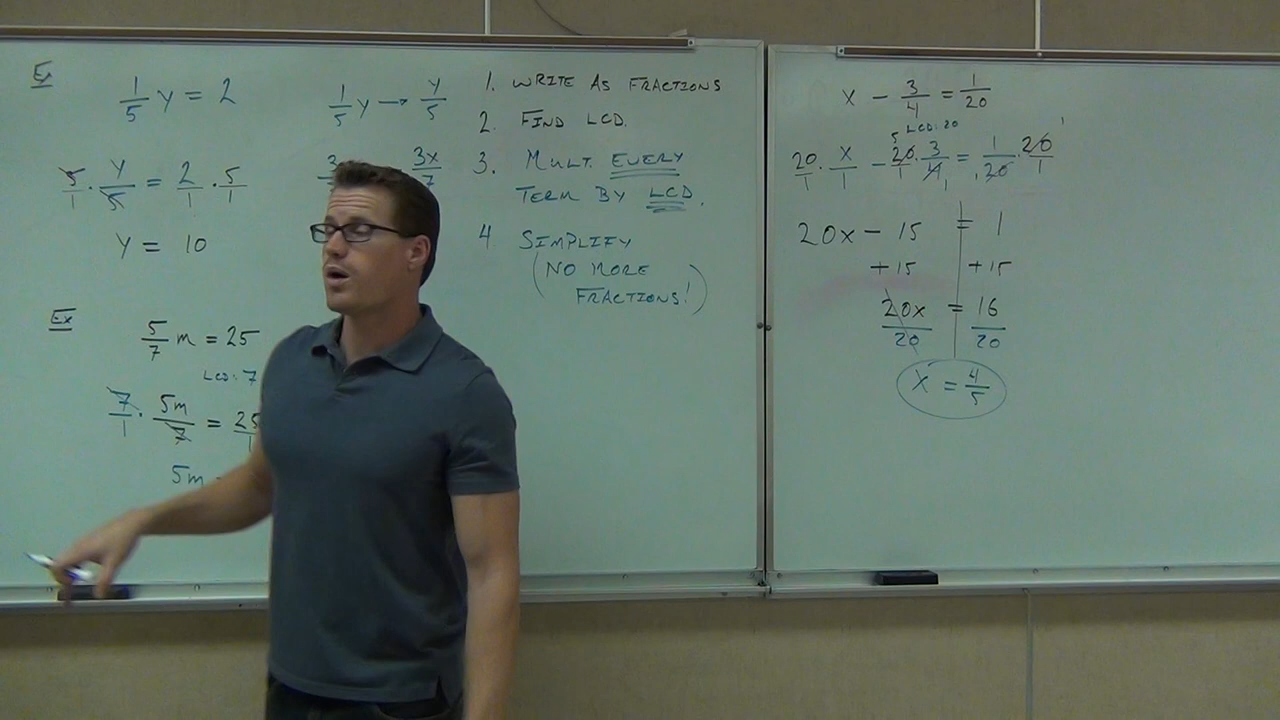 Ex
1/5 y = 2
5/1 · y/5 = 2/1 · 5/1
y = 10
Ex
5/7 m = 25
LCD: 7
7/1 · 5m/7 = 25
5m
1/5 y → y/5
3x/7
1. WRITE AS FRACTIONS
2. FIND LCD.
3. MULT. EVERY
TERM BY LCD.
4 SIMPLIFY
(NO MORE
FRACTIONS!)
x - 3/4 = 1/20
LCD: 20
20/1 · x/1 - 20/1 · 3/4 = 1/20 · 20/1
20x - 15 = 1
+15 +15
20x/20 = 16/20
x = 4/5